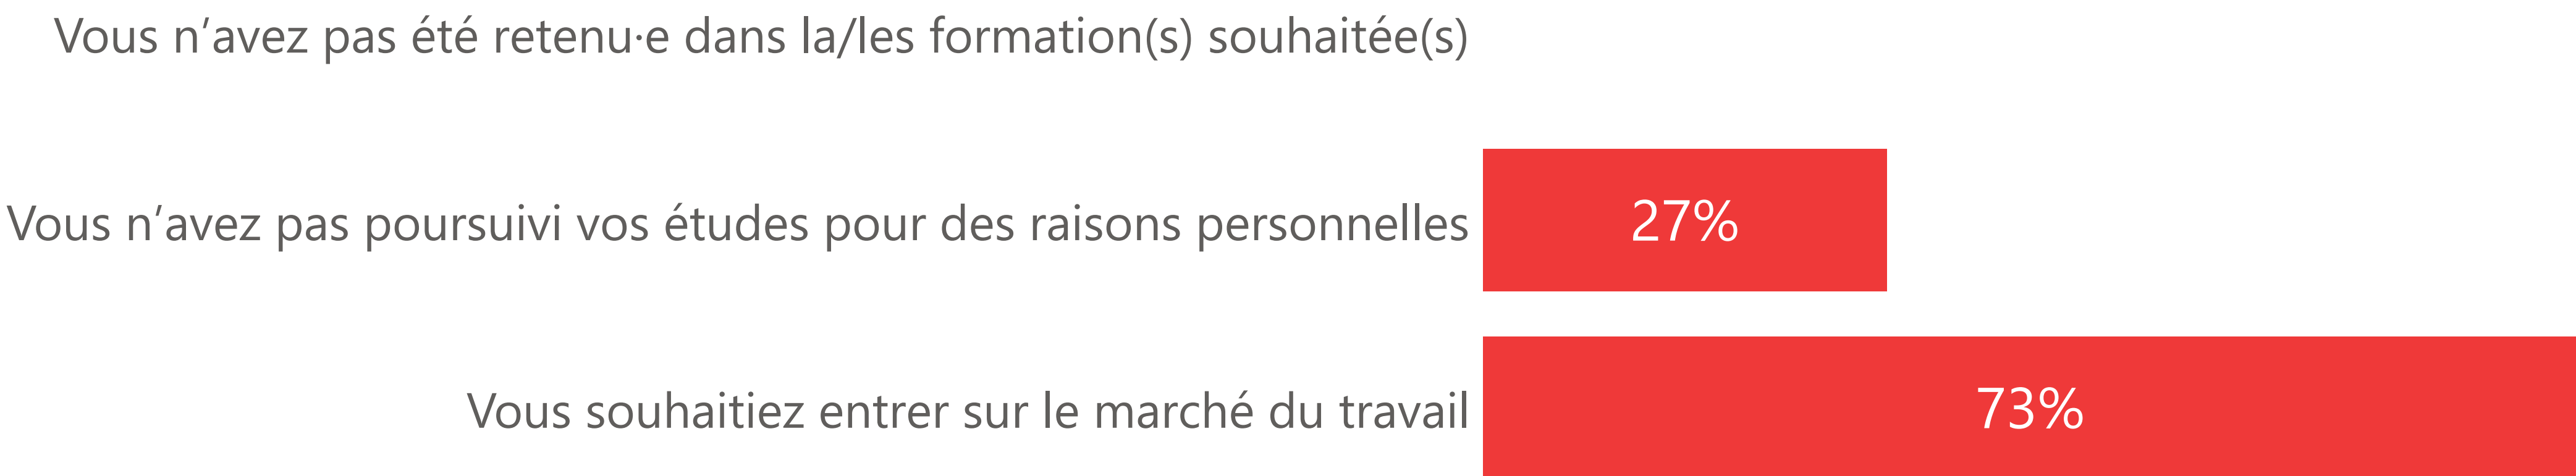 Vous n’avez pas été retenu·e dans la/les formation(s) souhaitée(s)
Vous n’avez pas poursuivi vos études pour des raisons personnelles 27%
Vous souhaitiez entrer sur le marché du travail 73%